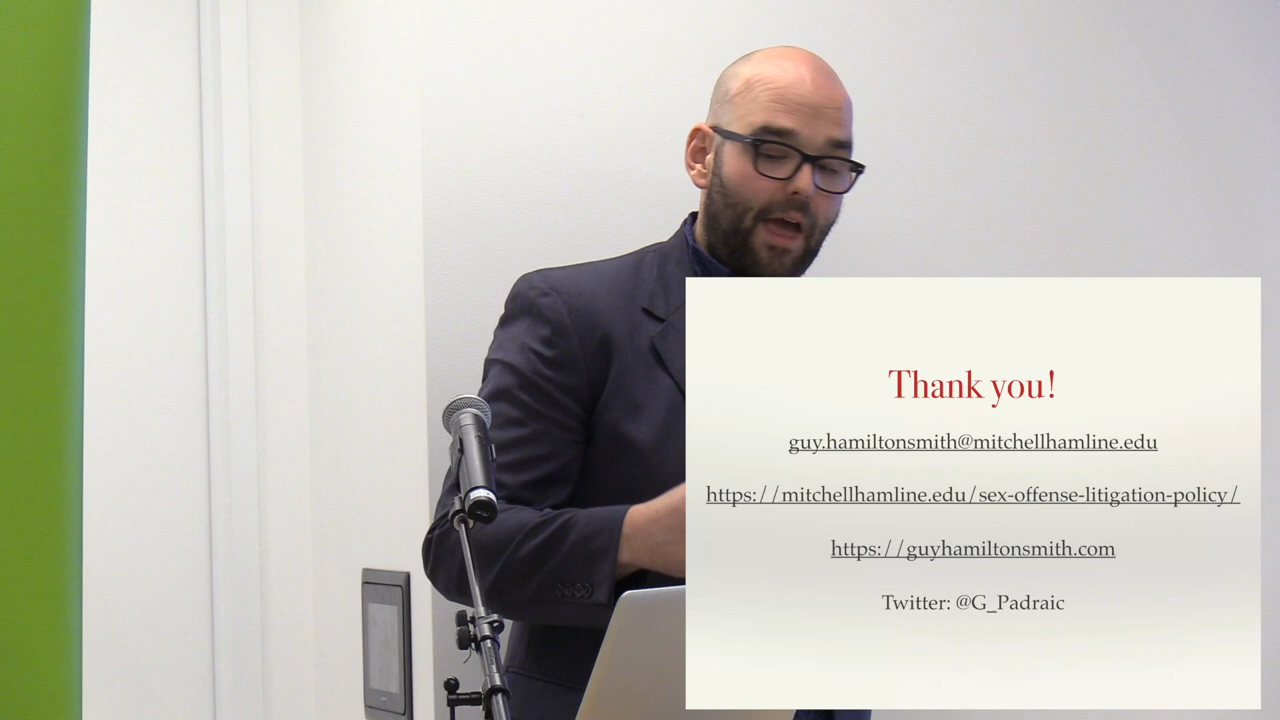 Thank you!
guy.hamiltonsmith@mitchellhamline.edu
https://mitchellhamline.edu/sex-offense-litigation-policy/
https://guyhamiltonsmith.com
Twitter: @G_Padraic